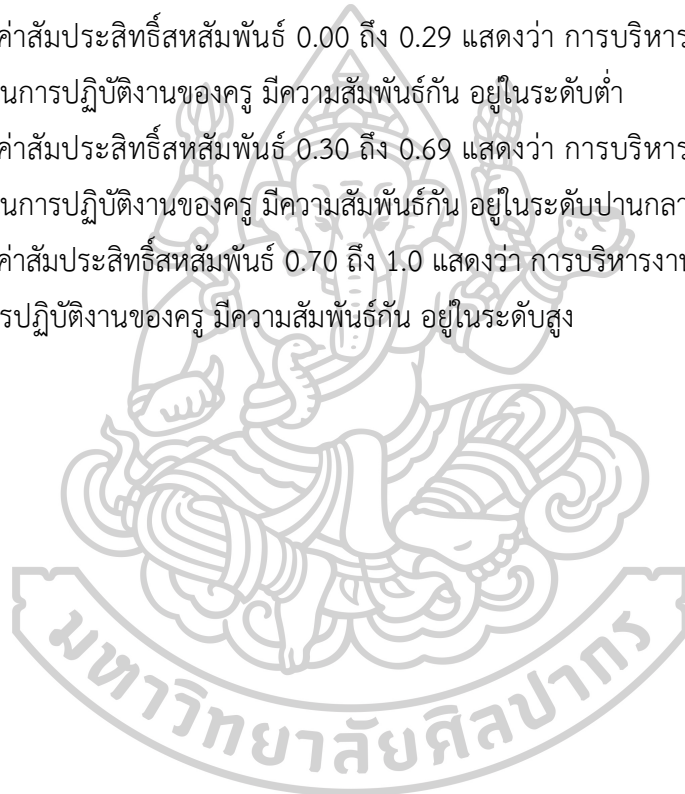 ค่าสัมประสิทธิ์สหสัมพันธ์ 0.00 ถึง 0.29 แสดงว่า การบริหาร
นการปฏิบัติงานของครู มีความสัมพันธ์กัน อยู่ในระดับต่ำ
ค่าสัมประสิทธิ์สหสัมพันธ์ 0.30 ถึง 0.69 แสดงว่า การบริหาร
นการปฏิบัติงานของครู มีความสัมพันธ์กัน อยู่ในระดับปานกลา
ค่าสัมประสิทธิ์สหสัมพันธ์ 0.70 ถึง 1.0 แสดงว่า การบริหารงา
รปฏิบัติงานของครู มีความสัมพันธ์กัน อยู่ในระดับสูง
มหาวิทยาลัยศิลปากร